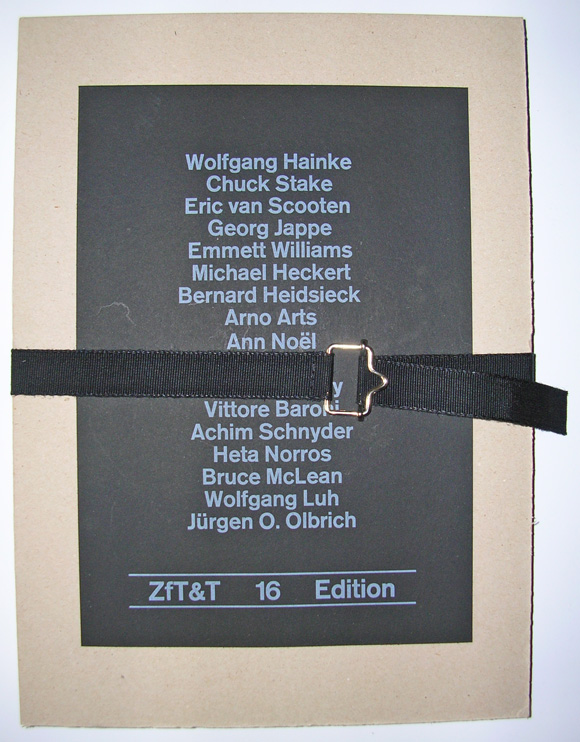 Wolfgang Hainke
Chuck Stake
Eric van Scooten
Georg Jappe
Emmett Williams
Michael Heckert
Bernard Heidsieck
Arno Arts
Ann Noël
Vittore Baroni
Achim Schnyder
Heta Norros
Bruce McLean
Wolfgang Luh
Jürgen O. Olbrich
ZfT&T 16 Edition